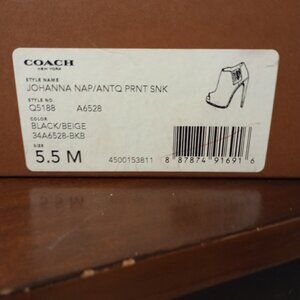 COACH
NEW YORK
STYLE NAME
JOHANNA NAP/ANTQ PRNT SNK
STYLE NO.
Q5188 A6528
COLOR
BLACK/BEIGE
34A6528-BKB
SIZE
5.5 M
4500153811
8 87874 91691 6